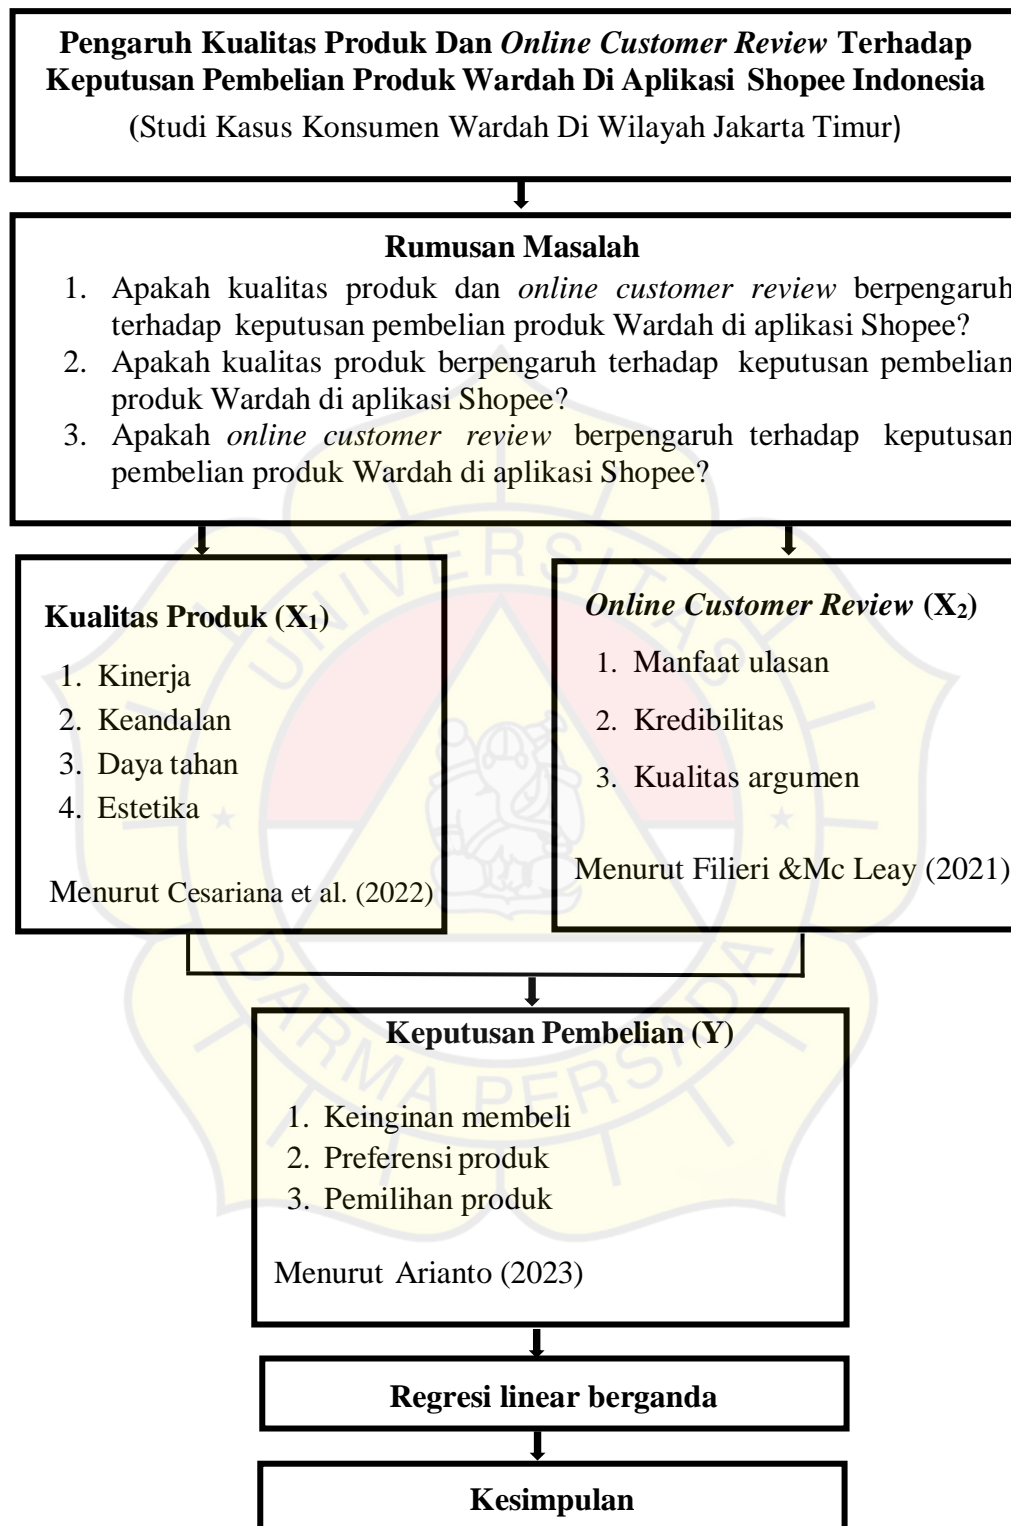 Pengaruh Kualitas Produk Dan Online Customer Review Terhadap
Keputusan Pembelian Produk Wardah Di Aplikasi Shopee Indonesia
(Studi Kasus Konsumen Wardah Di Wilayah Jakarta Timur)
Rumusan Masalah
1. Apakah kualitas produk dan online customer review berpengaruh
terhadap keputusan pembelian produk Wardah di aplikasi Shopee?
2. Apakah kualitas produk berpengaruh terhadap keputusan pembelian
produk Wardah di aplikasi Shopee?
3. Apakah online customer review berpengaruh terhadap keputusan
pembelian produk Wardah di aplikasi Shopee?
Kualitas Produk (X₁)
1. Kinerja
2. Keandalan
3. Daya tahan
4. Estetika
Menurut Cesariana et al. (2022)
Online Customer Review (X₂)
1. Manfaat ulasan
2. Kredibilitas
3. Kualitas argumen
Menurut Filieri &Mc Leay (2021)
Keputusan Pembelian (Y)
1. Keinginan membeli
2. Preferensi produk
3. Pemilihan produk
Menurut Arianto (2023)
Regresi linear berganda
Kesimpulan
UNIVERSITAS
DARMA PERSADA